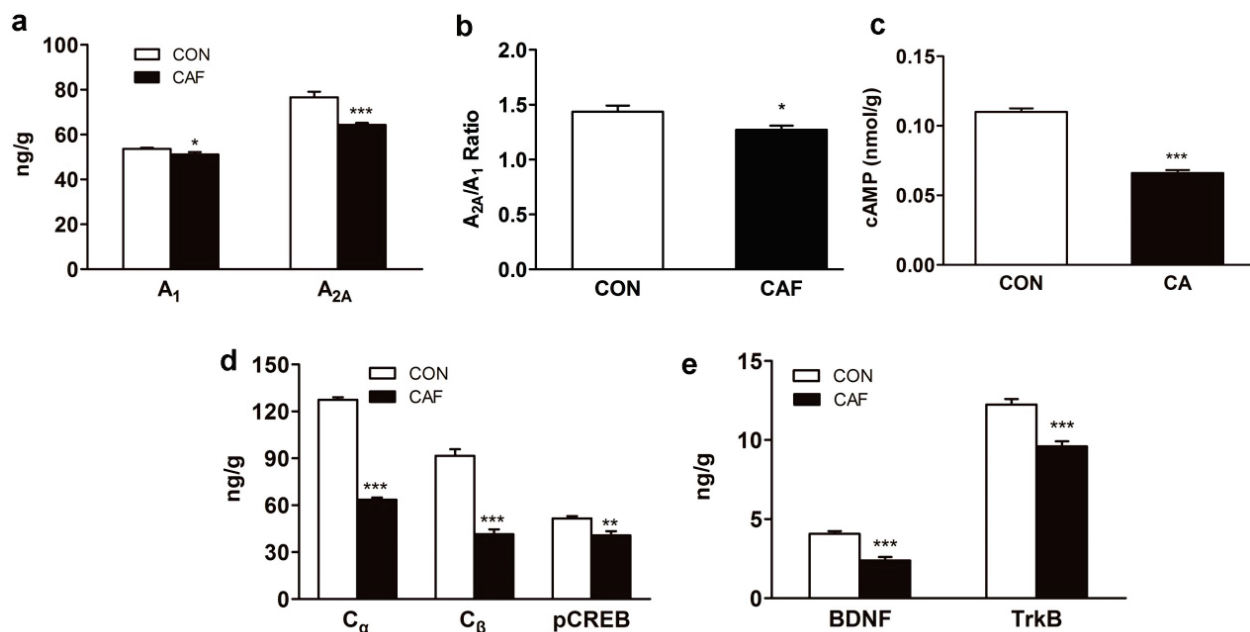 a
100
80
60
40
20
0
ng/g
CON
CAF
*
***
A₁
A₂A
b
2.0
1.5
1.0
0.5
0.0
A₂A/A₁ Ratio
*
CON
CAF
c
0.15
0.10
0.05
0.00
cAMP (nmol/g)
***
CON
CA
d
150
120
90
60
30
0
ng/g
CON
CAF
***
***
**
Cα
Cβ
pCREB
e
15
10
5
0
ng/g
CON
CAF
***
***
BDNF
TrkB